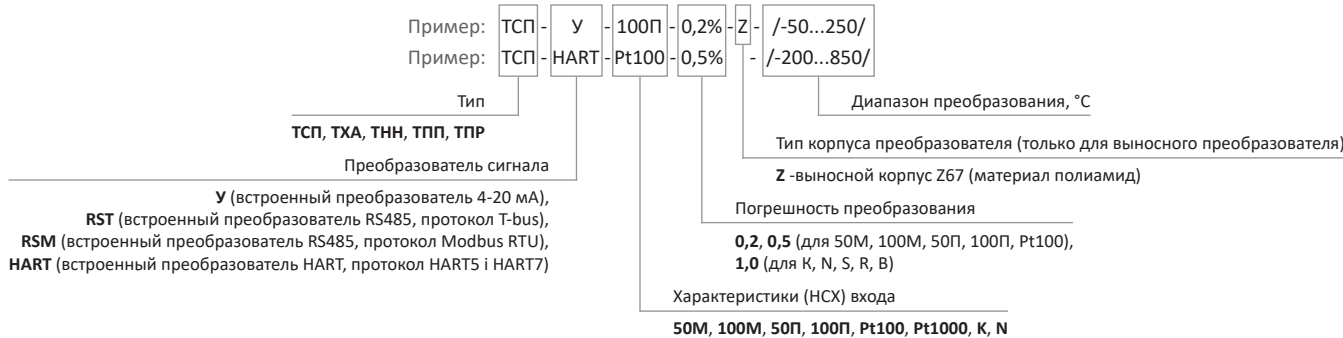 Пример: ТСП - У - 100П - 0,2% - Z - /-50...250/
Пример: ТСП - HART - Pt100 - 0,5% - /-200...850/
Тип
ТСП, ТХА, ТНН, ТПП, ТПР
Диапазон преобразования, °С
Преобразователь сигнала
У (встроенный преобразователь 4-20 мА),
RST (встроенный преобразователь RS485, протокол T-bus),
RSM (встроенный преобразователь RS485, протокол Modbus RTU),
HART (встроенный преобразователь HART, протокол HART5 і HART7)
Тип корпуса преобразователя (только для выносного преобразователя)
Z -выносной корпус Z67 (материал полиамид)
Погрешность преобразования
0,2, 0,5 (для 50М, 100М, 50П, 100П, Pt100),
1,0 (для K, N, S, R, B)
Характеристики (НСХ) входа
50М, 100М, 50П, 100П, Pt100, Pt1000, K, N